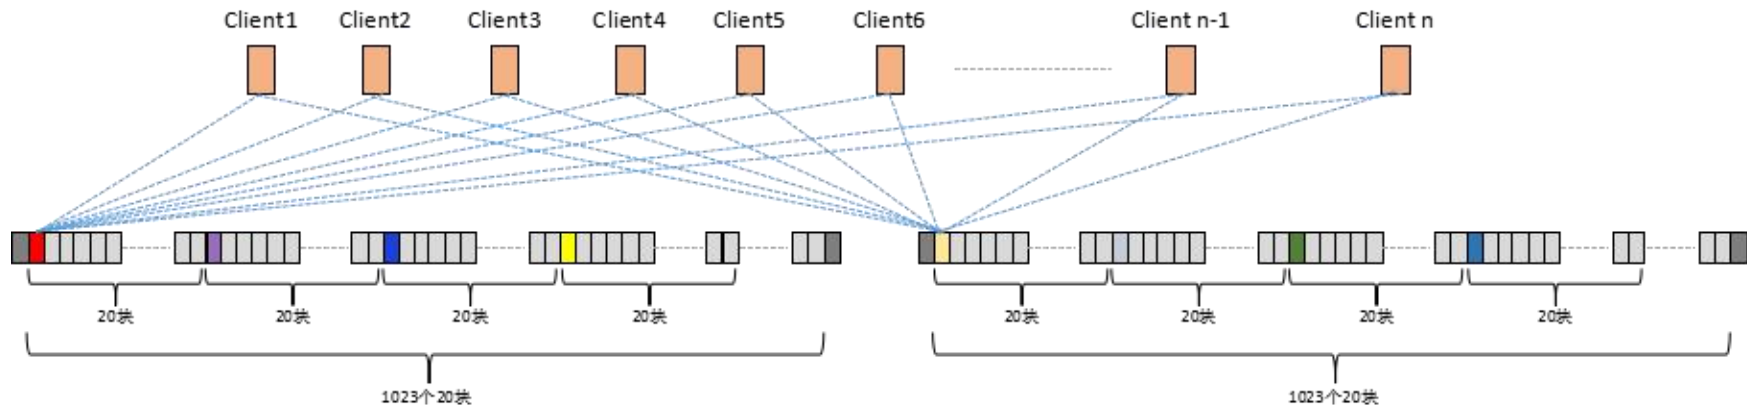 Client1 Client2 Client3 Client4 Client5 Client6 Client n-1 Client n
20块 20块 20块 20块 20块 20块 20块 20块
1023个20块 1023个20块